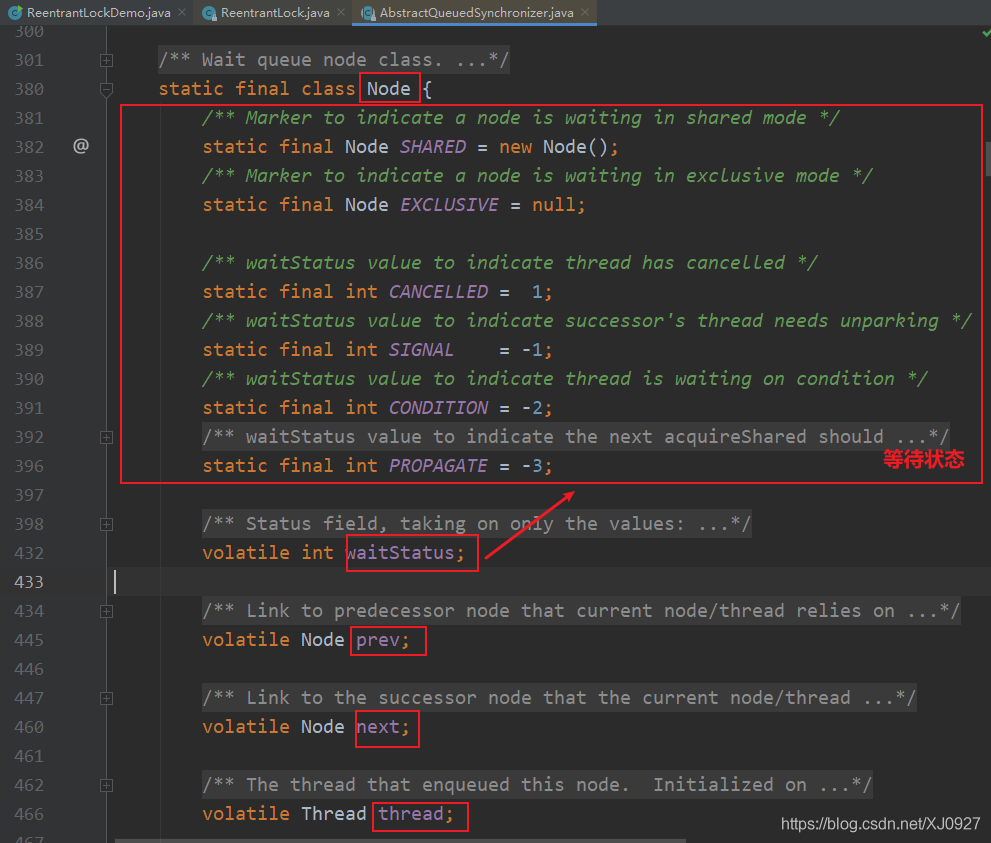 ReentrantLockDemo.java × ReentrantLock.java × AbstractQueuedSynchronizer.java ×
300
301 /** Wait queue node class. ...*/
380 static final class Node {
381 /** Marker to indicate a node is waiting in shared mode */
382 @ static final Node SHARED = new Node();
383 /** Marker to indicate a node is waiting in exclusive mode */
384 static final Node EXCLUSIVE = null;
385
386 /** waitStatus value to indicate thread has cancelled */
387 static final int CANCELLED =  1;
388 /** waitStatus value to indicate successor's thread needs unparking */
389 static final int SIGNAL    = -1;
390 /** waitStatus value to indicate thread is waiting on condition */
391 static final int CONDITION = -2;
392 /** waitStatus value to indicate the next acquireShared should ...*/
等待状态
396 static final int PROPAGATE = -3;
397
398 /** Status field, taking on only the values: ...*/
432 volatile int waitStatus;
433
434 /** Link to predecessor node that current node/thread relies on ...*/
445 volatile Node prev;
446
447 /** Link to the successor node that the current node/thread ...*/
460 volatile Node next;
461
462 /** The thread that enqueued this node.  Initialized on ...*/
466 volatile Thread thread;
https://blog.csdn.net/XJ0927
467